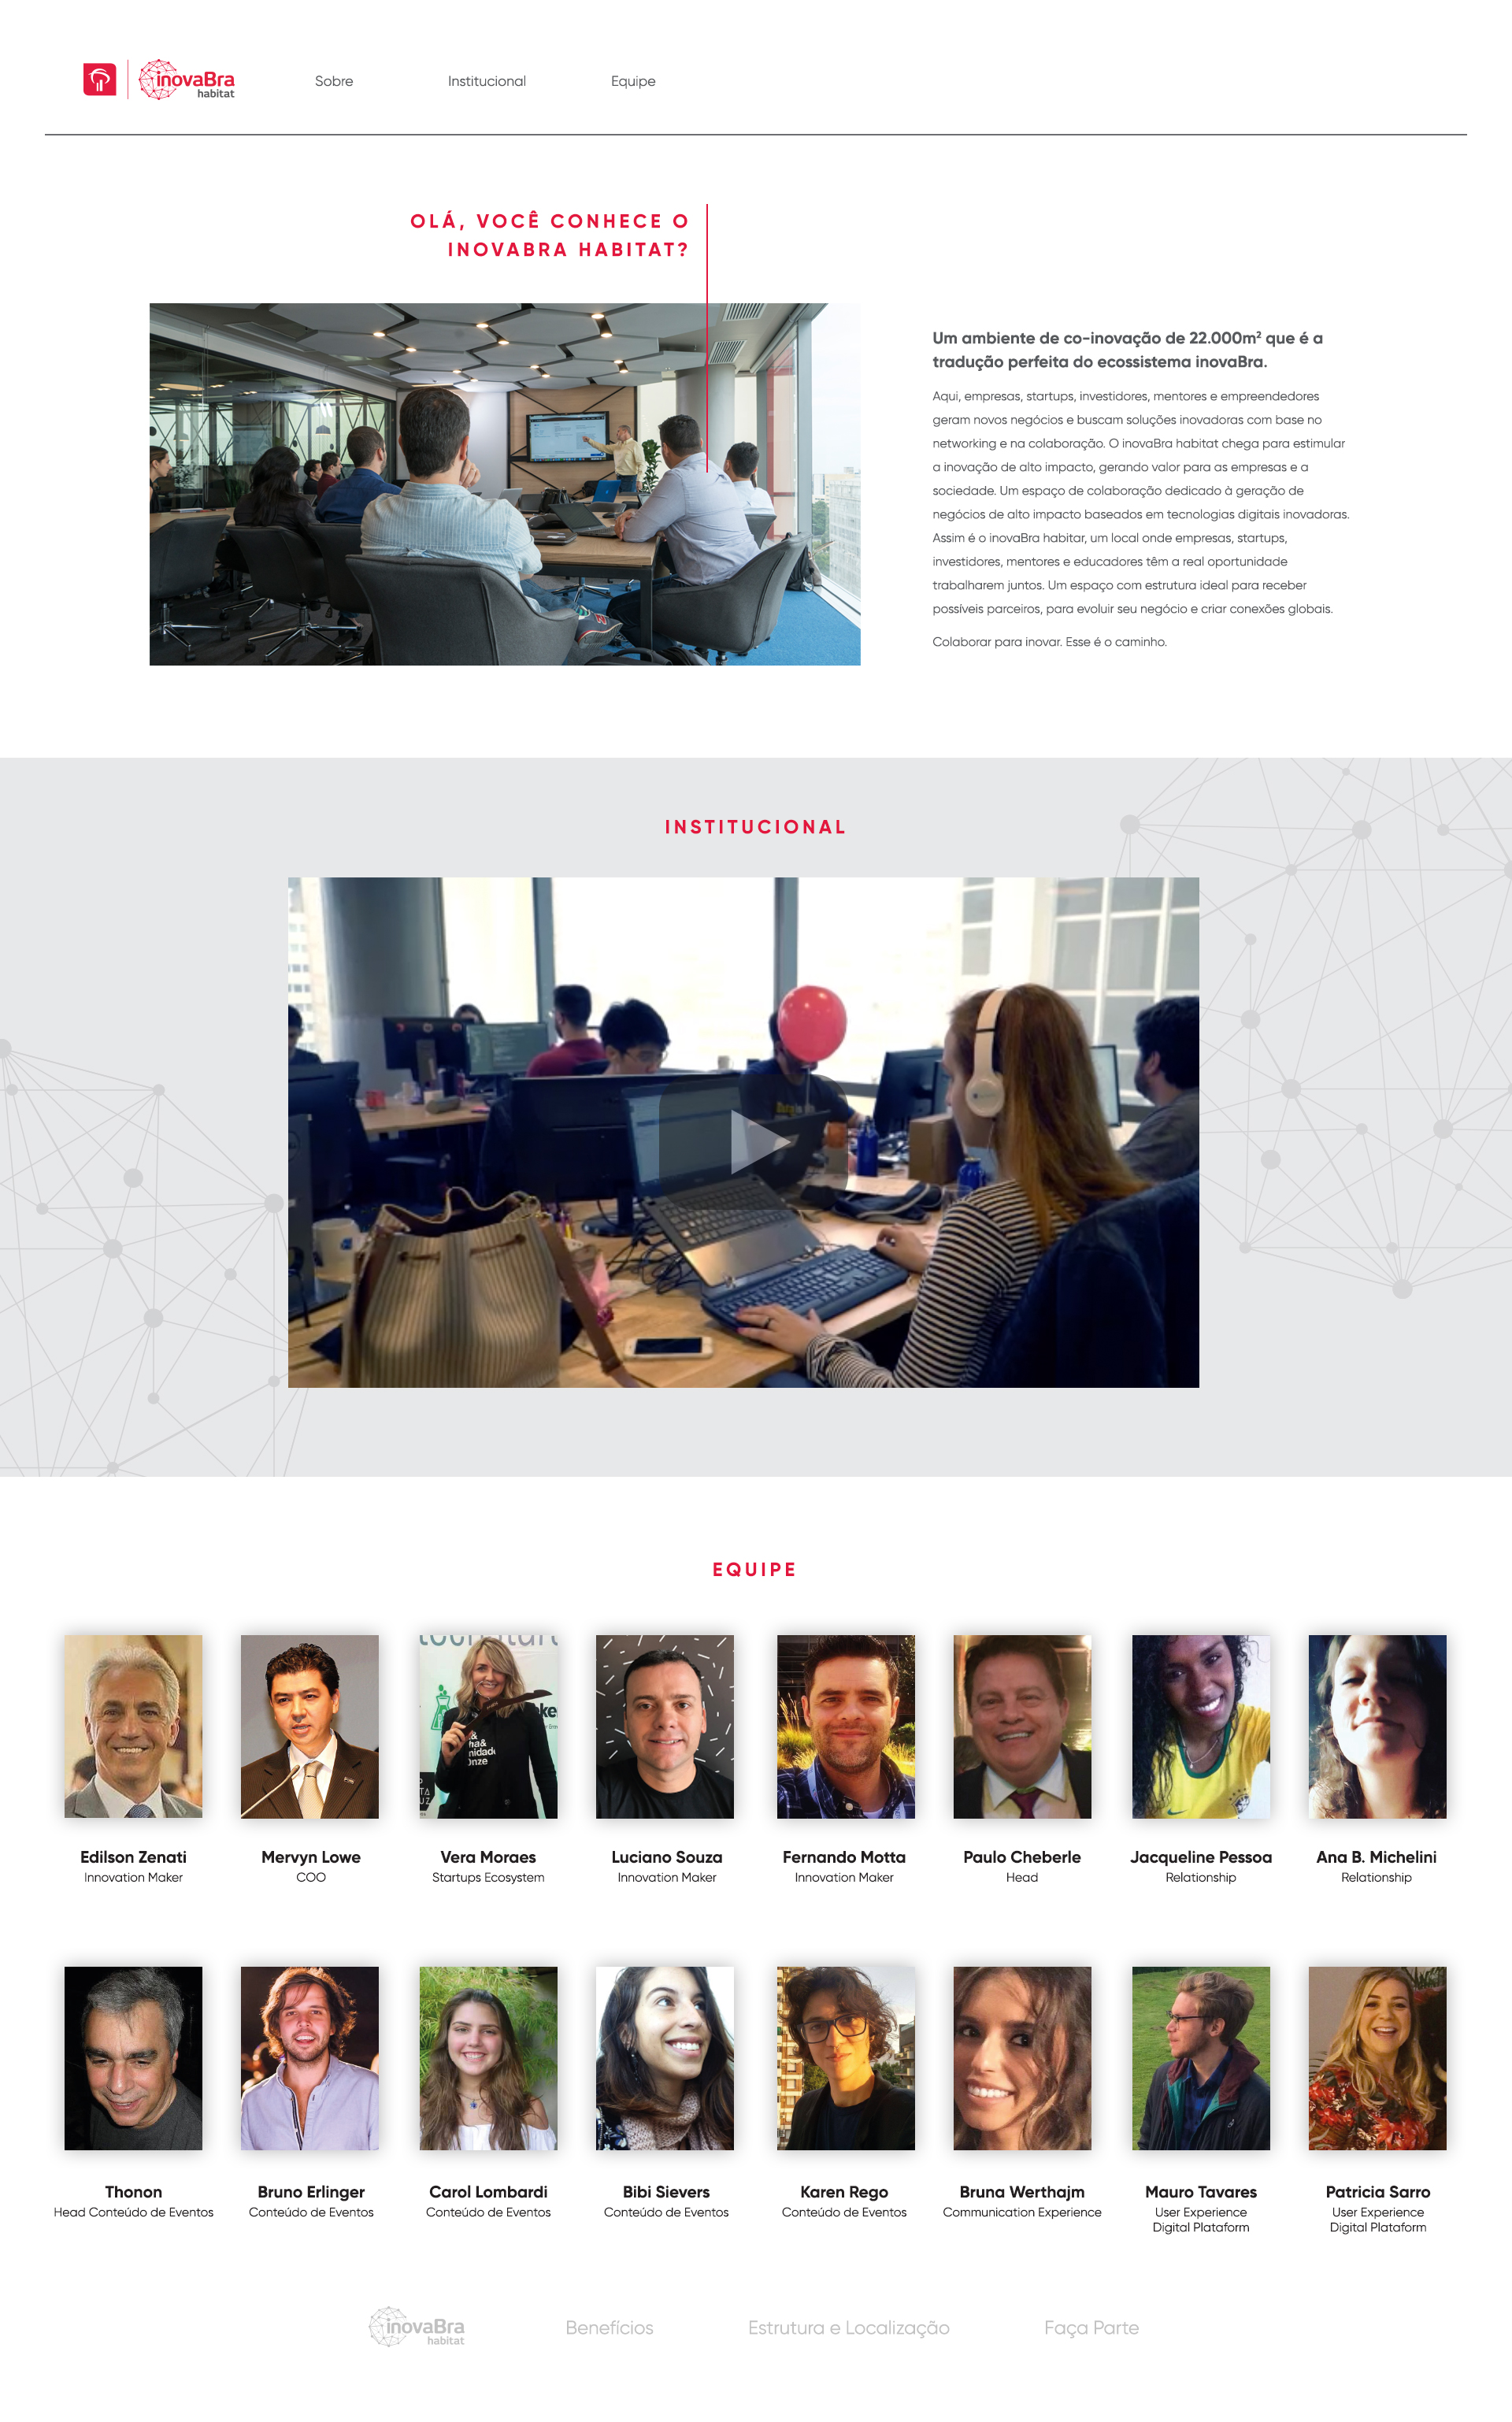 inovaBra
habitat
Sobre
Institucional
Equipe
OLÁ, VOCÊ CONHECE O
INOVABRA HABITAT?
Um ambiente de co-inovação de 22.000m² que é a
tradução perfeita do ecossistema inovaBra.
Aqui, empresas, startups, investidores, mentores e empreendedores
geram novos negócios e buscam soluções inovadoras com base no
networking e na colaboração. O inovaBra habitat chega para estimular
a inovação de alto impacto, gerando valor para as empresas e a
sociedade. Um espaço de colaboração dedicado à geração de
negócios de alto impacto baseados em tecnologias digitais inovadoras.
Assim é o inovaBra habitar, um local onde empresas, startups,
investidores, mentores e educadores têm a real oportunidade
trabalharem juntos. Um espaço com estrutura ideal para receber
possíveis parceiros, para evoluir seu negócio e criar conexões globais.
Colaborar para inovar. Esse é o caminho.
INSTITUCIONAL
EQUIPE
Edilson Zenati
Innovation Maker
Mervyn Lowe
COO
Vera Moraes
Startups Ecosystem
Luciano Souza
Innovation Maker
Fernando Motta
Innovation Maker
Paulo Cheberle
Head
Jacqueline Pessoa
Relationship
Ana B. Michelini
Relationship
Thonon
Head Conteúdo de Eventos
Bruno Erlinger
Conteúdo de Eventos
Carol Lombardi
Conteúdo de Eventos
Bibi Sievers
Conteúdo de Eventos
Karen Rego
Conteúdo de Eventos
Bruna Werthajm
Communication Experience
Mauro Tavares
User Experience
Digital Plataform
Patricia Sarro
User Experience
Digital Plataform
inovaBra
habitat
Benefícios
Estrutura e Localização
Faça Parte